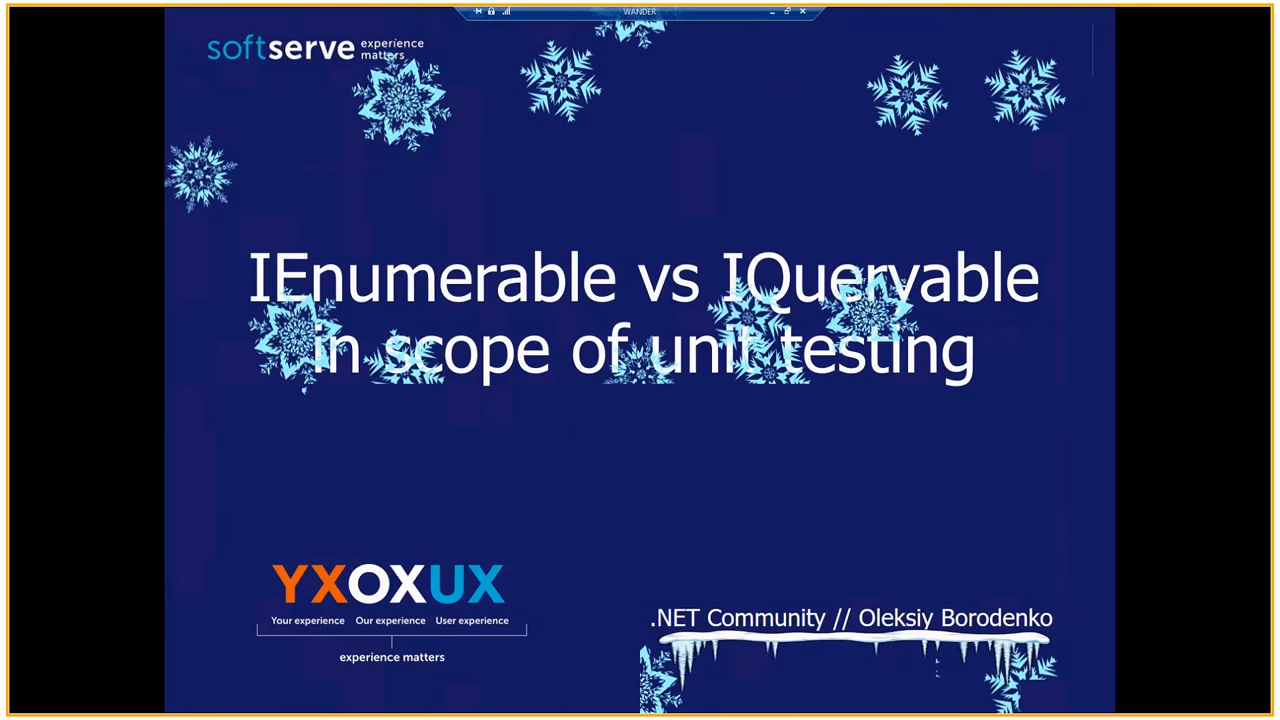 WANDER
softserve experience
matters
IEnumerable vs IQueryable
in scope of unit testing
YXOXUX
Your experience Our experience User experience
experience matters
.NET Community // Oleksiy Borodenko